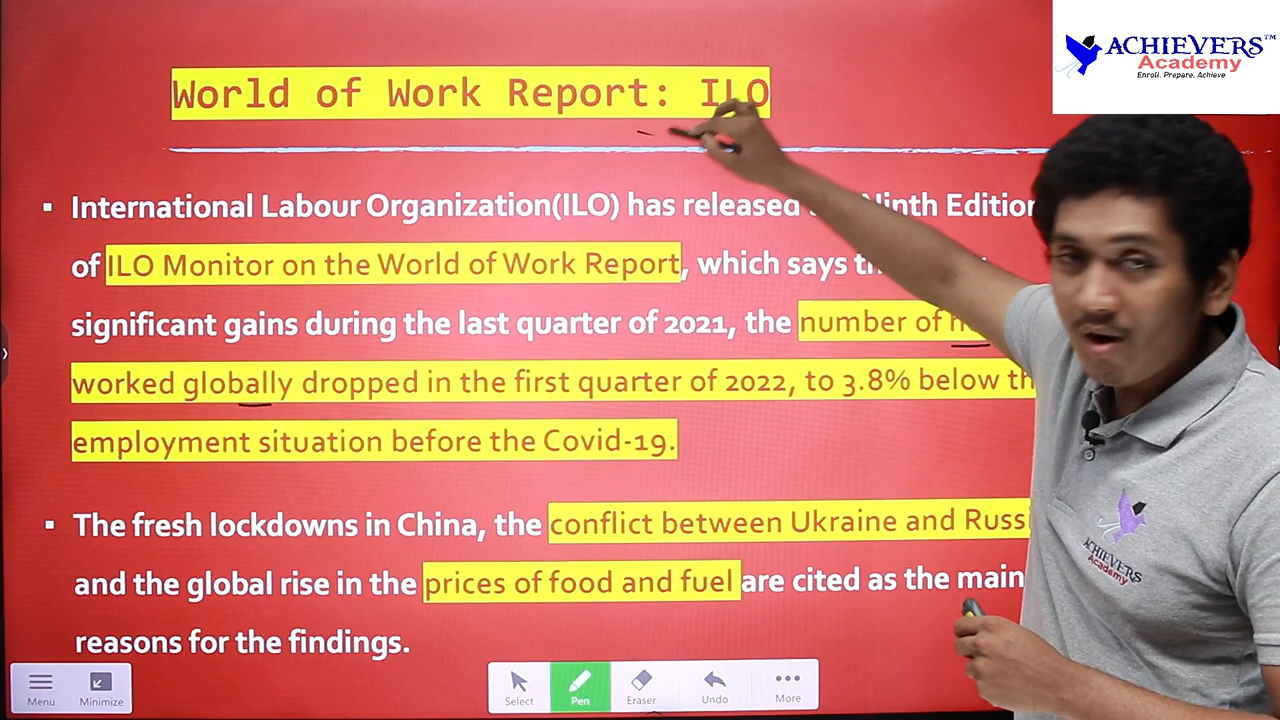 ACHIEVERS™
Academy
Enroll. Prepare. Achieve
World of Work Report: ILO
▪ International Labour Organization(ILO) has released Ninth Edition
of ILO Monitor on the World of Work Report, which says
significant gains during the last quarter of 2021, the number of
worked globally dropped in the first quarter of 2022, to 3.8% below
employment situation before the Covid-19.
▪ The fresh lockdowns in China, the conflict between Ukraine and
and the global rise in the prices of food and fuel are cited as the main
reasons for the findings.
ACHIEVERS
Academy
Menu Minimize Select Pen Eraser Undo More